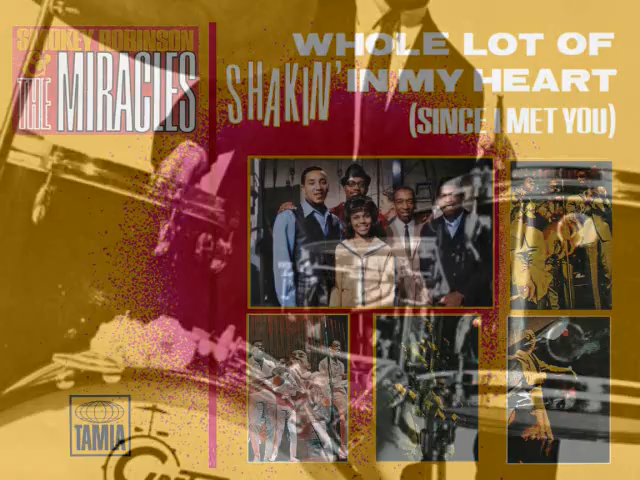 SMOKEY ROBINSON
&
THE MIRACLES
WHOLE LOT OF
SHAKIN' IN MY HEART
(SINCE I MET YOU)
TAMLA